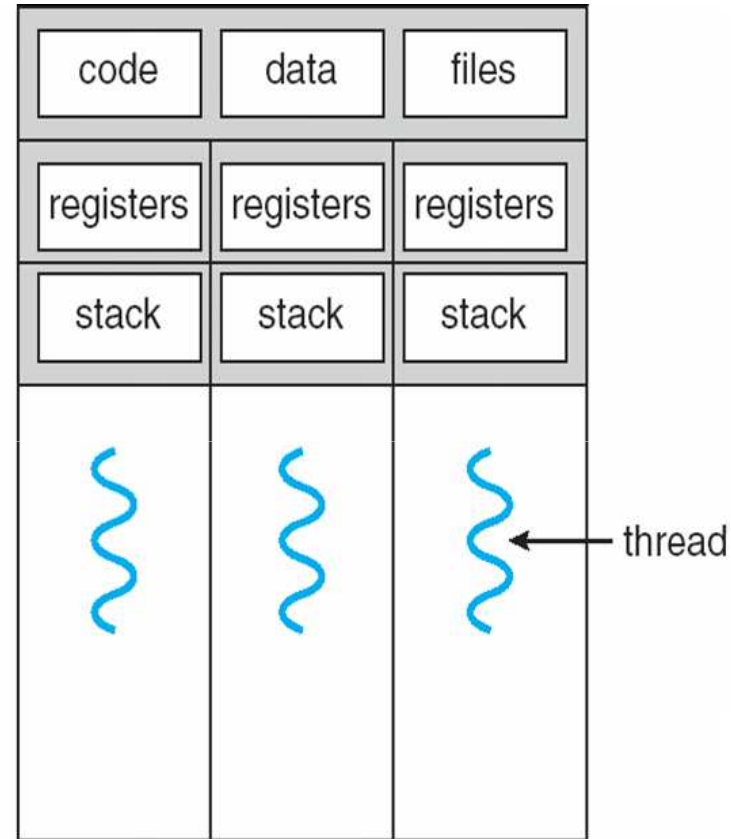 code data files
registers registers registers
stack stack stack
thread